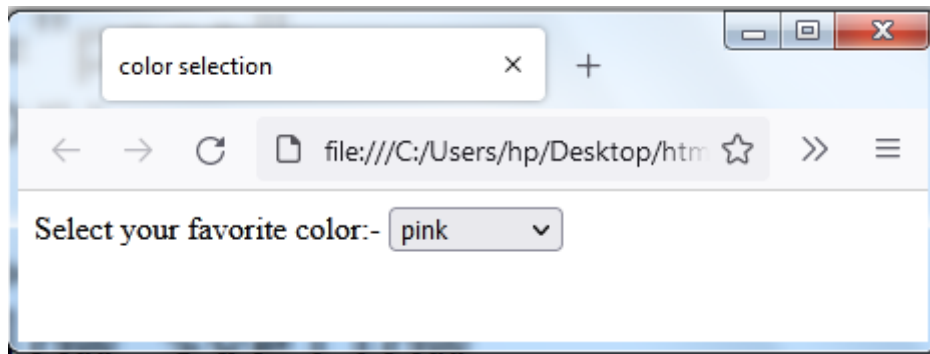 color selection
file:///C:/Users/hp/Desktop/htm
Select your favorite color:- pink